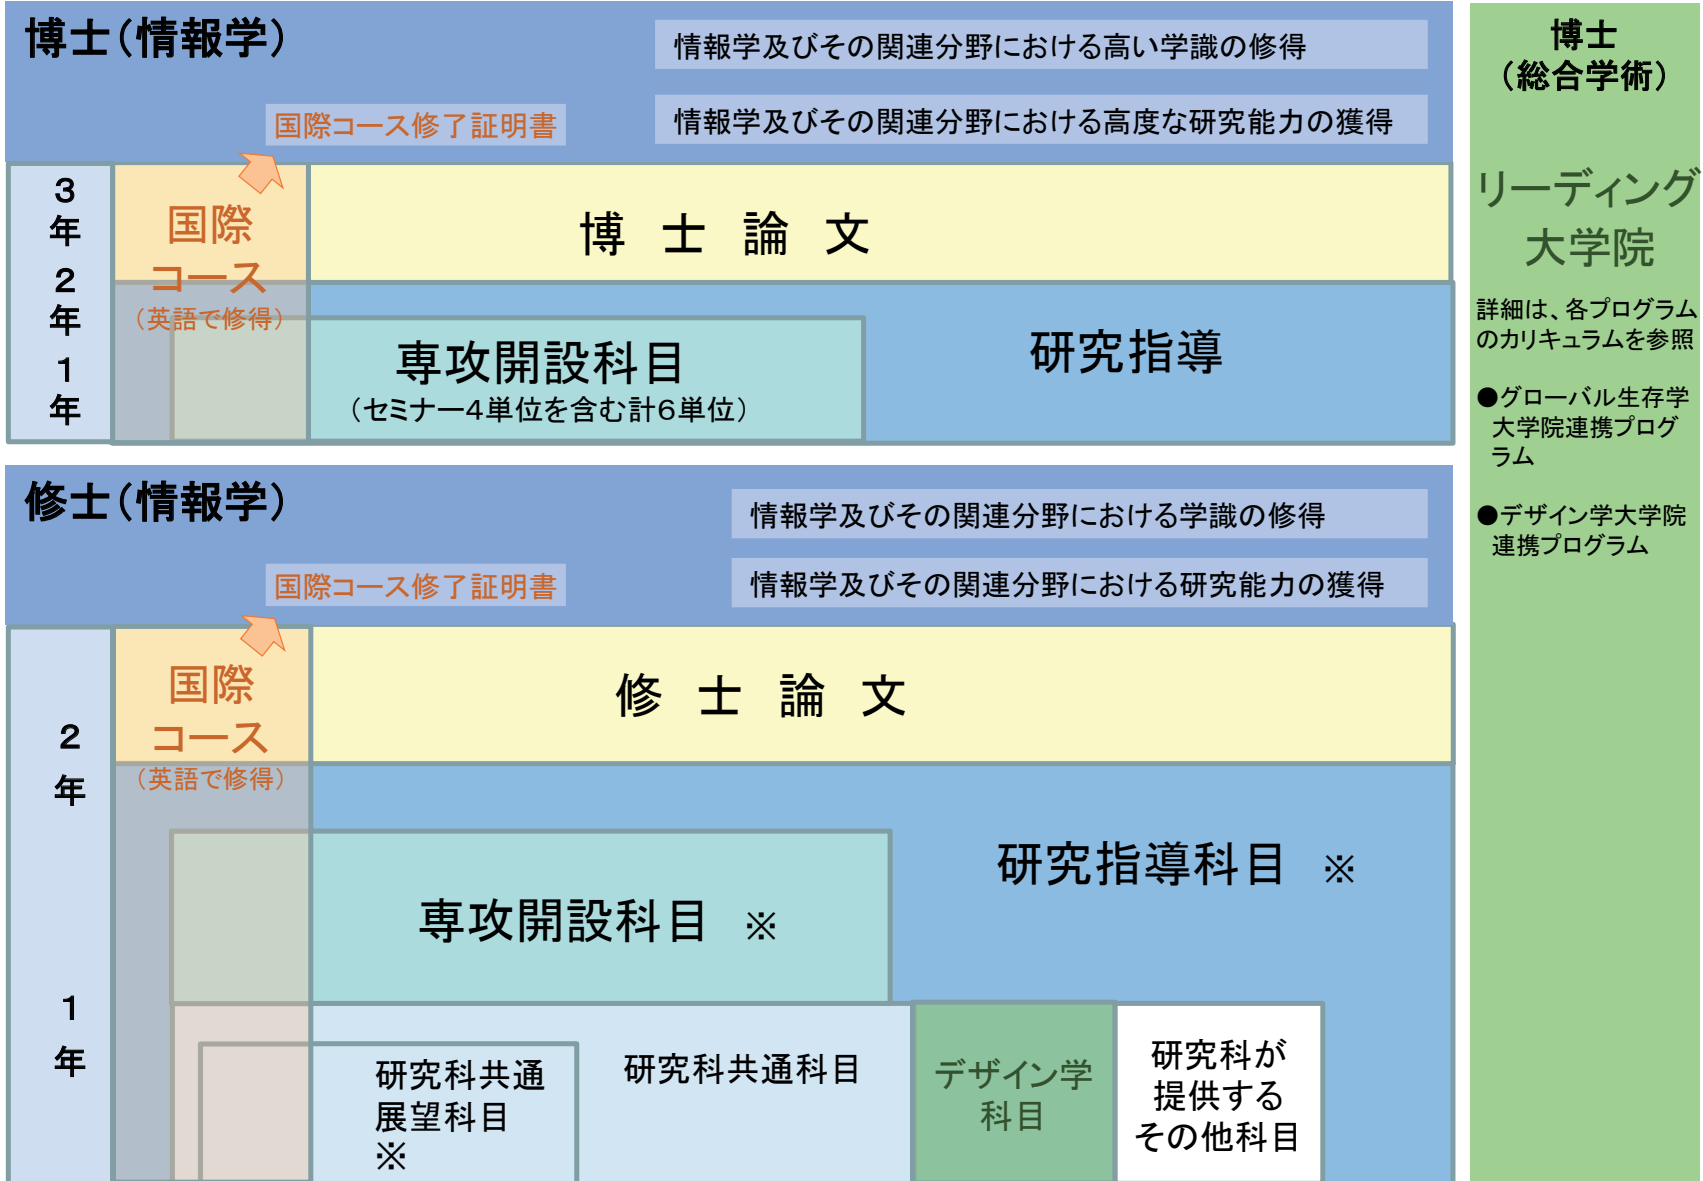 博士（情報学）
情報学及びその関連分野における高い学識の修得
国際コース修了証明書
情報学及びその関連分野における高度な研究能力の獲得
3
年
2
年
1
年
国際
コース
（英語で修得）
博 士 論 文
専攻開設科目
（セミナー4単位を含む計6単位）
研究指導
修士（情報学）
情報学及びその関連分野における学識の修得
国際コース修了証明書
情報学及びその関連分野における研究能力の獲得
2
年
1
年
国際
コース
（英語で修得）
修 士 論 文
研究指導科目 ※
専攻開設科目 ※
研究科共通
展望科目
※
研究科共通科目
デザイン学
科目
研究科が
提供する
その他科目
博士
（総合学術）
リーディング
大学院
詳細は、各プログラム
のカリキュラムを参照
●グローバル生存学
大学院連携プログ
ラム
●デザイン学大学院
連携プログラム